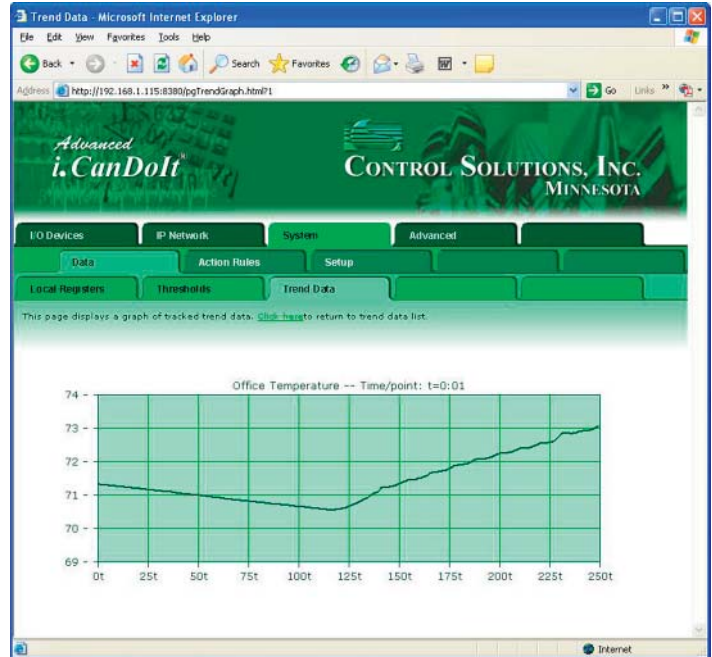 Trend Data - Microsoft Internet Explorer
File Edit View Favorites Tools Help
Back Search Favorites
Address http://192.168.1.115:8380/pgTrendGraph.html?1 Go Links »
Advanced
i.CanDoIt®
CONTROL SOLUTIONS, INC.
MINNESOTA
I/O Devices IP Network System Advanced
Data Action Rules Setup
Local Registers Thresholds Trend Data
This page displays a graph of tracked trend data. Click here to return to trend data list.
Office Temperature -- Time/point: t=0:01
74 -
73 -
72 -
71 -
70 -
69 -
0t 25t 50t 75t 100t 125t 150t 175t 200t 225t 250t
Internet